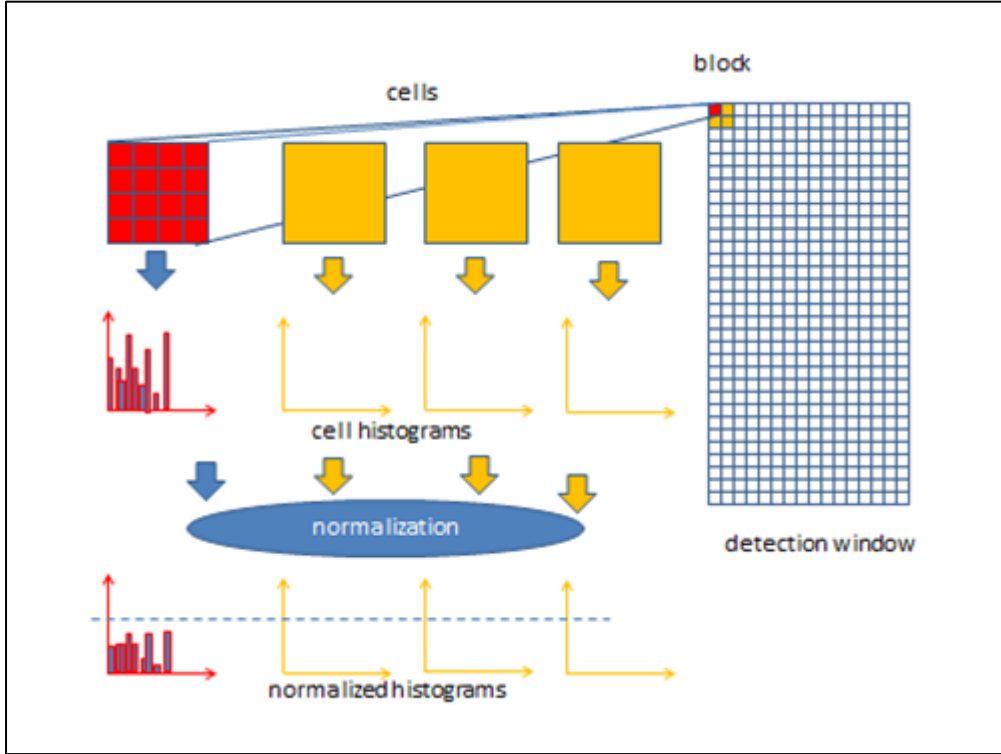 block
cells
cell histograms
normalization
detection window
normalized histograms